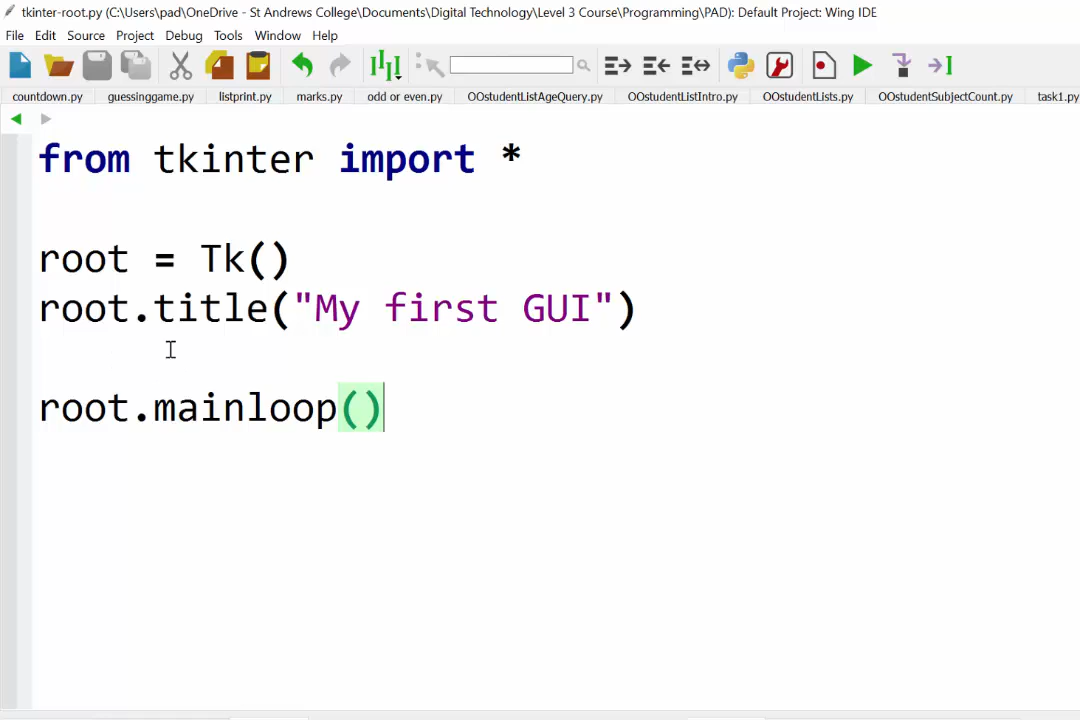 tkinter-root.py (C:\Users\pad\OneDrive - St Andrews College\Documents\Digital Technology\Level 3 Course\Programming\PAD): Default Project: Wing IDE
File Edit Source Project Debug Tools Window Help
countdown.py guessinggame.py listprint.py marks.py odd or even.py OOstudentListAgeQuery.py OOstudentListIntro.py OOstudentLists.py OOstudentSubjectCount.py task1.py
from tkinter import *
root = Tk()
root.title("My first GUI")
root.mainloop()